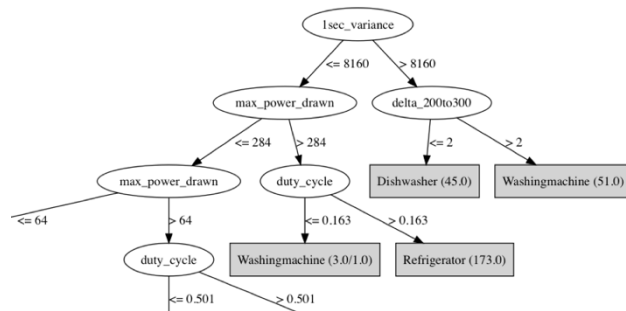 1sec_variance
<= 8160
> 8160
max_power_drawn
delta_200to300
<= 284
> 284
<= 2
> 2
max_power_drawn
duty_cycle
Dishwasher (45.0)
Washingmachine (51.0)
<= 64
> 64
<= 0.163
> 0.163
duty_cycle
Washingmachine (3.0/1.0)
Refrigerator (173.0)
<= 0.501
> 0.501